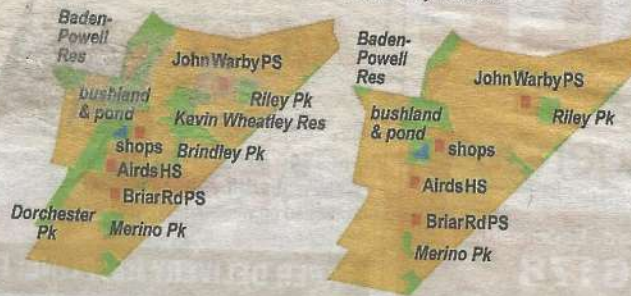 Baden-
Powell
Res
John Warby PS
bushland
& pond
Riley Pk
Kevin Wheatley Res
shops
Brindley Pk
Airds HS
Briar Rd PS
Dorchester
Pk
Merino Pk
Baden-
Powell
Res
John Warby PS
bushland
& pond
Riley Pk
shops
Airds HS
Briar Rd PS
Merino Pk